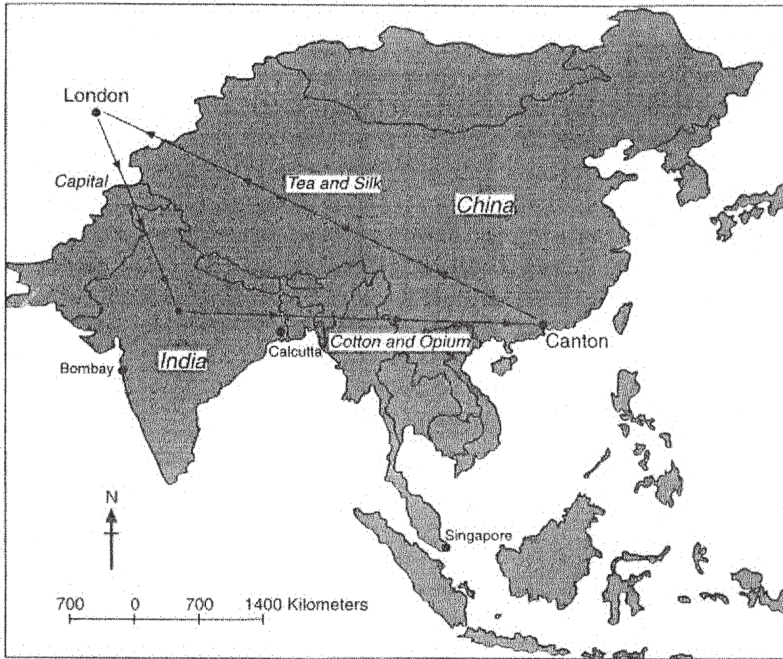 London
Capital
Tea and Silk
China
Cotton and Opium
Canton
India
Calcutta
Bombay
N
Singapore
700 0 700 1400 Kilometers